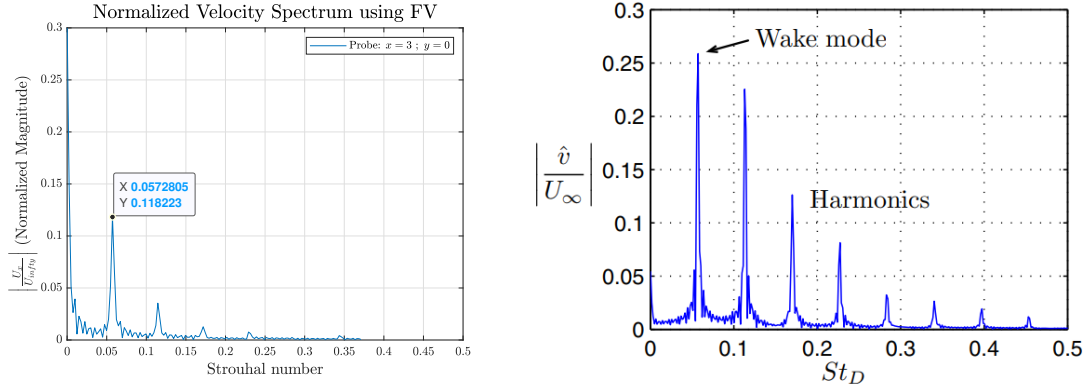 Normalized Velocity Spectrum using FV
0.3
0.25
0.2
0.15
0.1
0.05
0
0 0.05 0.1 0.15 0.2 0.25 0.3 0.35 0.4 0.45 0.5
Strouhal number
|U_x / U_infty| (Normalized Magnitude)
Probe: x = 3 ; y = 0
X 0.0572805
Y 0.118223
0.3
0.25
0.2
0.15
0.1
0.05
0
0 0.1 0.2 0.3 0.4 0.5
St_D
|v̂ / U_∞|
Wake mode
Harmonics